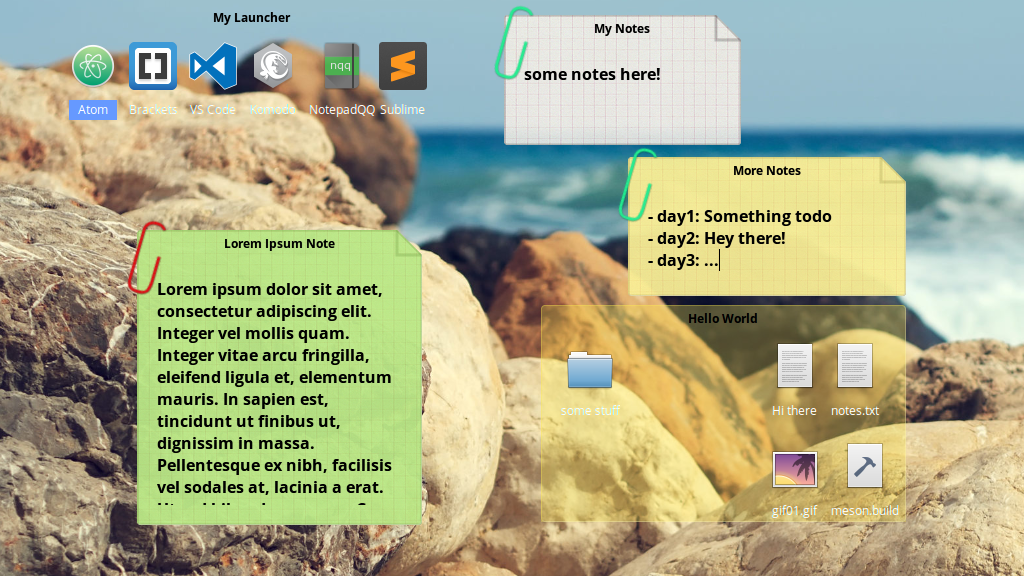 My Launcher
nqq
Atom
Brackets
VS Code
Komodo
NotepadQQ
Sublime
My Notes
some notes here!
More Notes
- day1: Something todo
- day2: Hey there!
- day3: ...
Lorem Ipsum Note
Lorem ipsum dolor sit amet,
consectetur adipiscing elit.
Integer vel mollis quam.
Integer vitae arcu fringilla,
eleifend ligula et, elementum
mauris. In sapien est,
tincidunt ut finibus ut,
dignissim in massa.
Pellentesque ex nibh, facilisis
vel sodales at, lacinia a erat.
Hello World
some stuff
Hi there
notes.txt
gif01.gif
meson.build